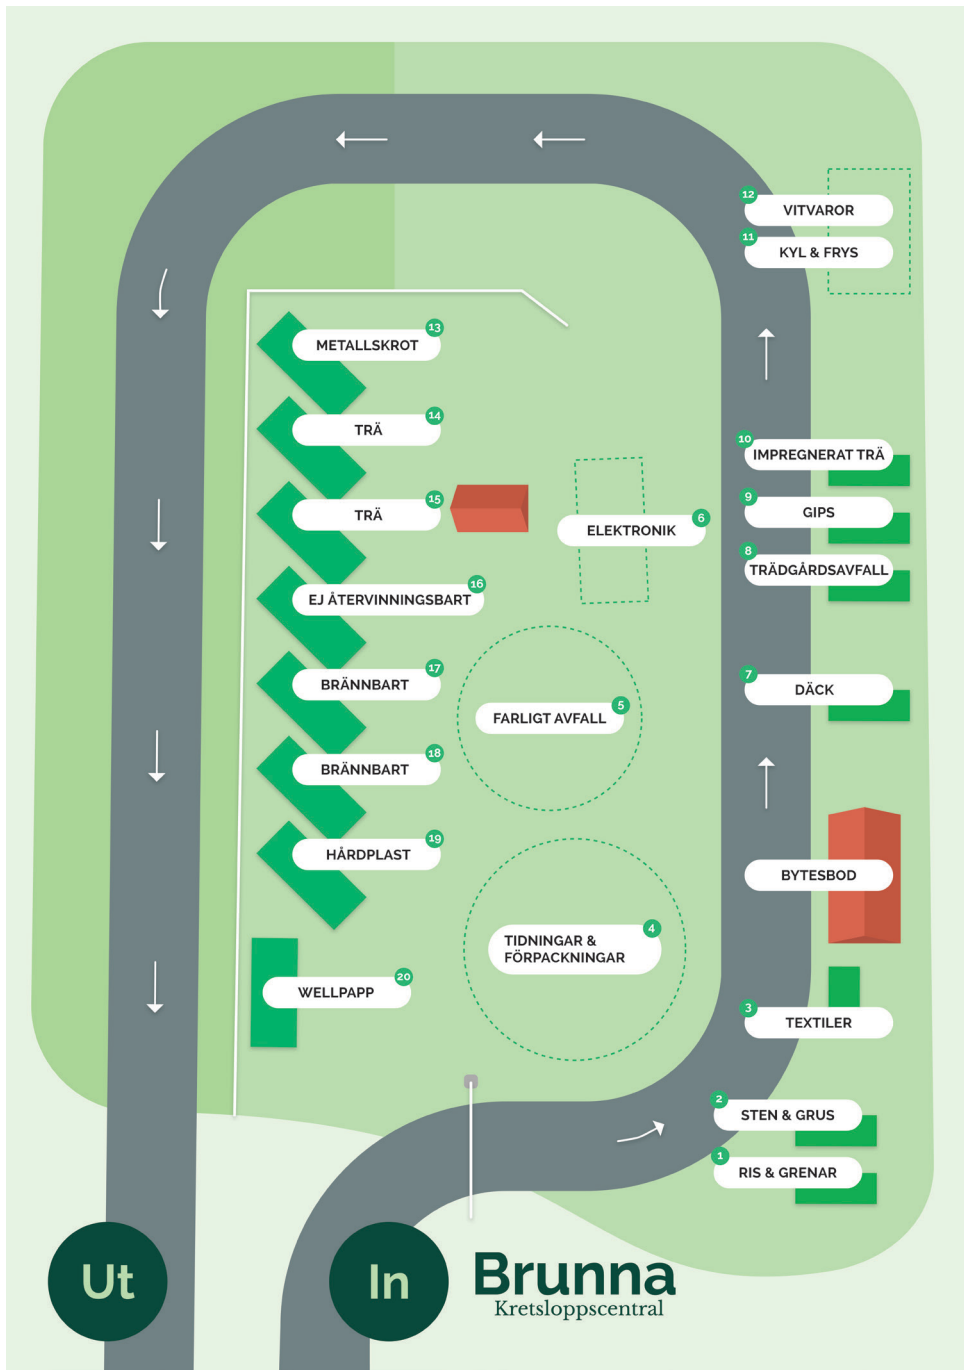 12
VITVAROR
11
KYL & FRYS
13
METALLSKROT
14
TRÄ
10
IMPREGNERAT TRÄ
15
TRÄ
9
GIPS
6
ELEKTRONIK
8
TRÄDGÅRDSAVFALL
16
EJ ÅTERVINNINGSBART
17
BRÄNNBART
7
DÄCK
5
FARLIGT AVFALL
18
BRÄNNBART
19
HÅRDPLAST
BYTESBOD
4
TIDNINGAR &
FÖRPACKNINGAR
20
WELLPAPP
3
TEXTILER
2
STEN & GRUS
1
RIS & GRENAR
Ut
In
Brunna
Kretsloppscentral